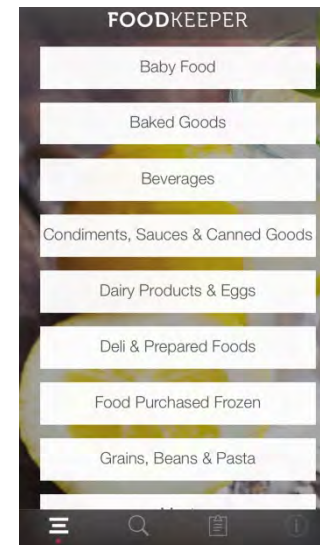 FOODKEEPER
Baby Food
Baked Goods
Beverages
Condiments, Sauces & Canned Goods
Dairy Products & Eggs
Deli & Prepared Foods
Food Purchased Frozen
Grains, Beans & Pasta